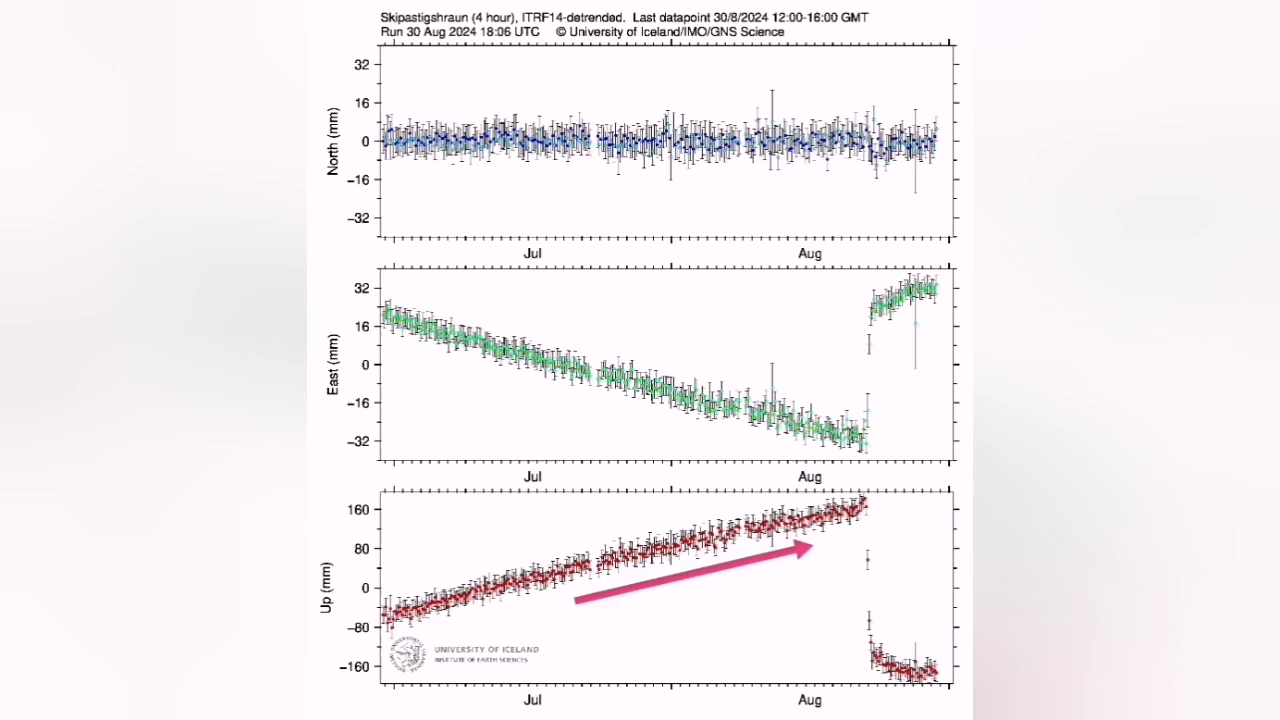 Skipastigshraun (4 hour), ITRF14-detrended. Last datapoint 30/8/2024 12:00-16:00 GMT
Run 30 Aug 2024 18:06 UTC © University of Iceland/IMO/GNS Science
North (mm)
32
16
0
−16
−32
Jul Aug
East (mm)
32
16
0
−16
−32
Jul Aug
Up (mm)
160
80
0
−80
−160
UNIVERSITY OF ICELAND
INSTITUTE OF EARTH SCIENCES
Jul Aug